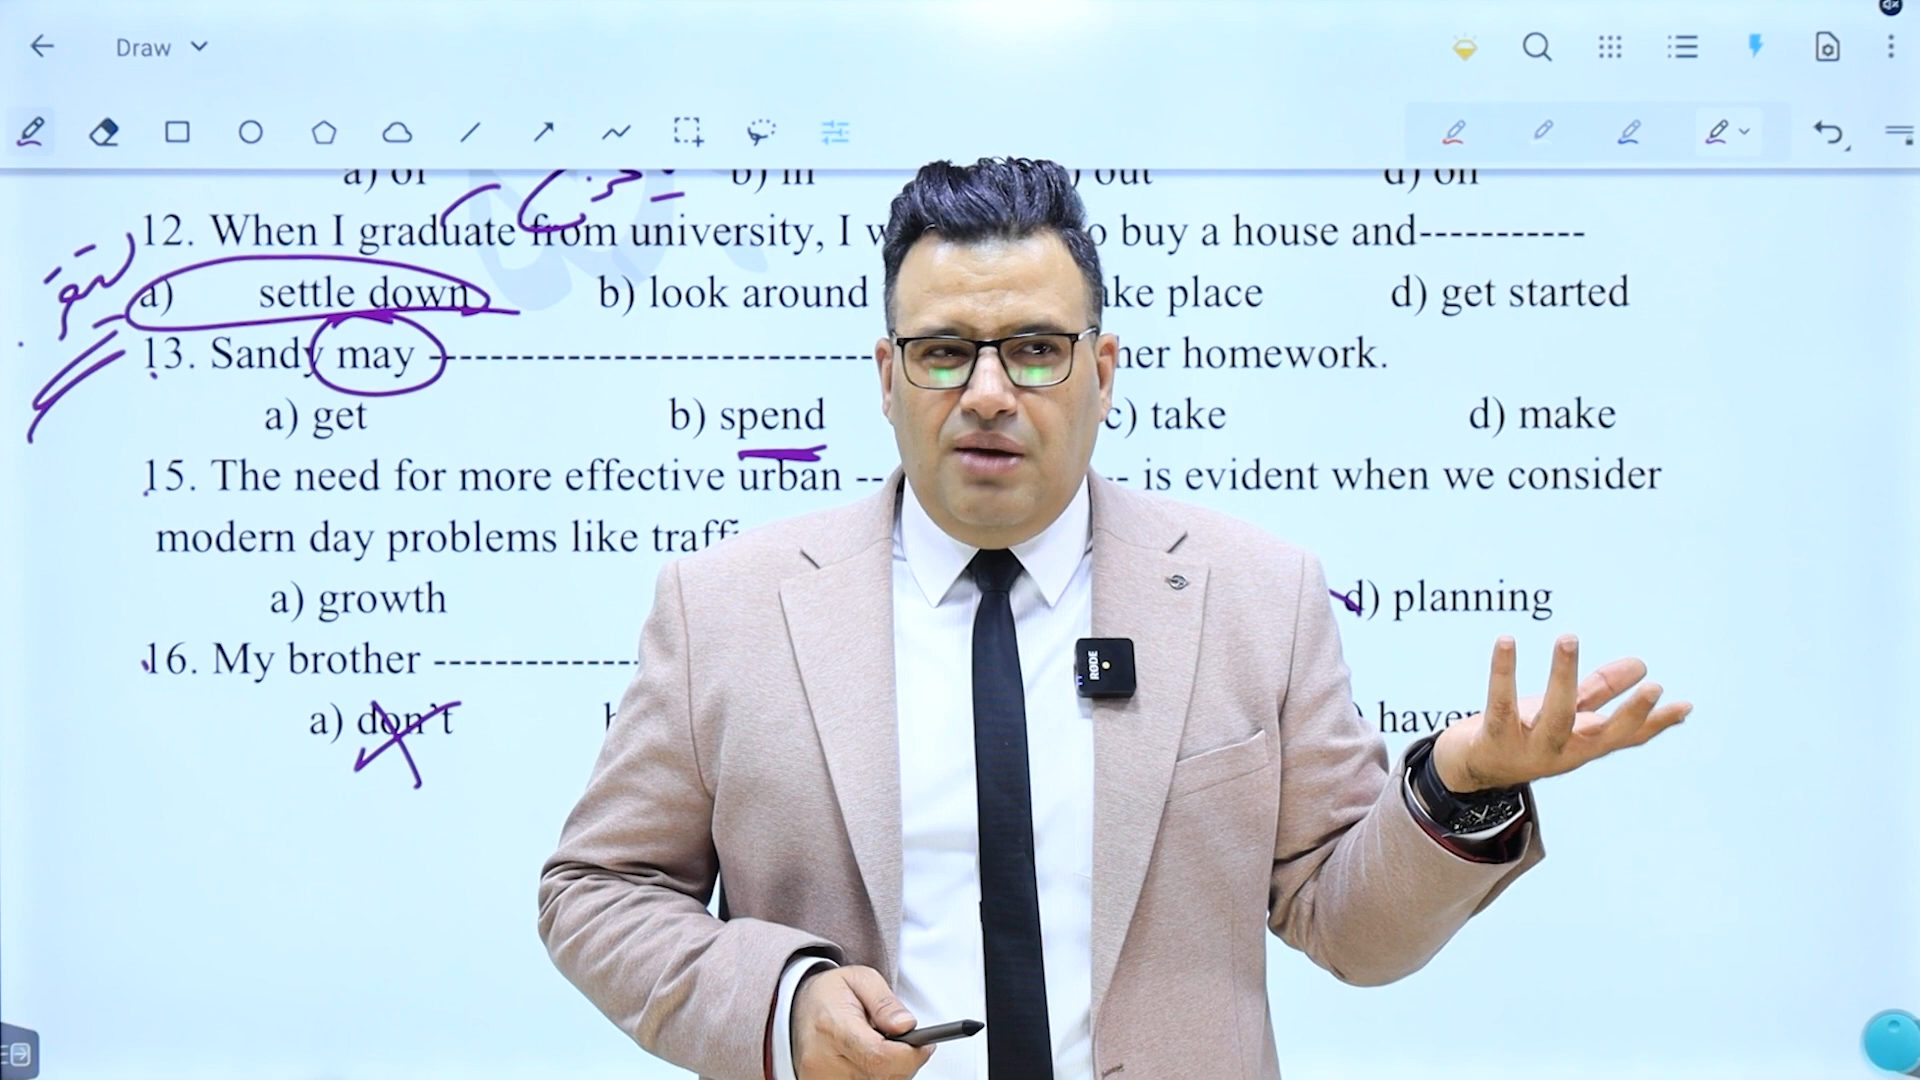 Draw
a) of b) in out d) on
12. When I graduate from university, I w o buy a house and-----------
a) settle down b) look around ake place d) get started
13. Sandy may ---------------------------- her homework.
a) get b) spend c) take d) make
15. The need for more effective urban -- -- is evident when we consider
modern day problems like traff
a) growth d) planning
16. My brother -------------
a) don't haven
RODE